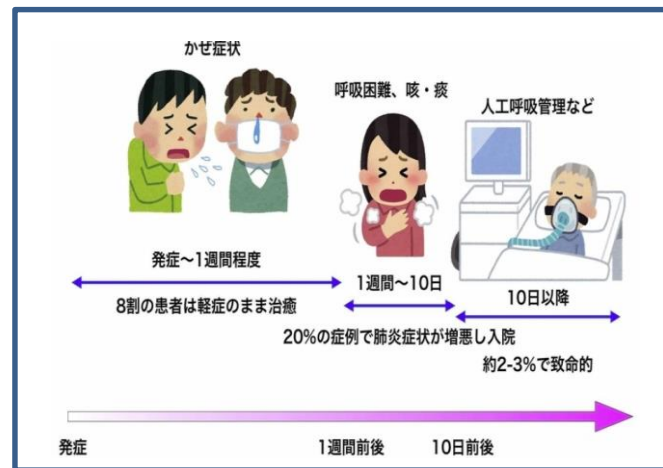 かぜ症状
呼吸困難、咳・痰
人工呼吸管理など
発症～1週間程度
8割の患者は軽症のまま治癒
1週間～10日
20%の症例で肺炎症状が増悪し入院
10日以降
約2-3%で致命的
発症
1週間前後
10日前後